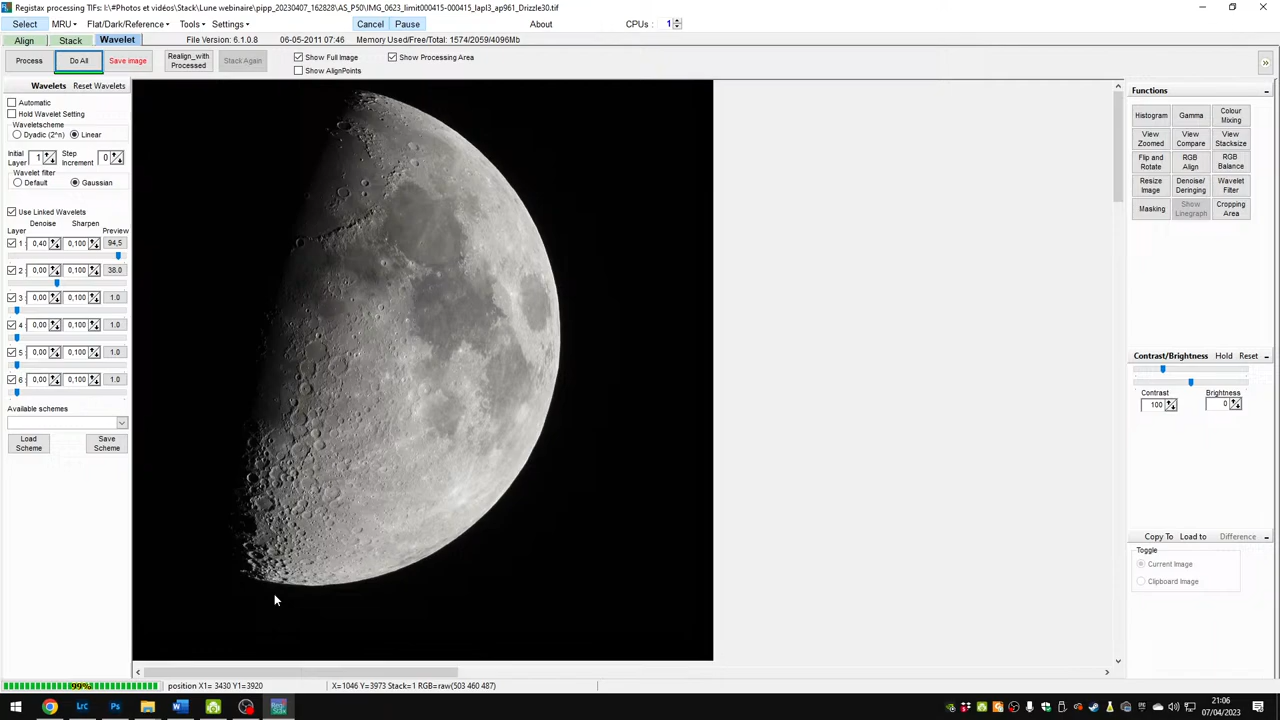 Registax processing TIFs: I:\#Photos et vidéos\Stack\Lune webinaire\pipp_20230407_162828\AS_P50\IMG_0623_limit000415-000415_lapl3_ap961_Drizzle30.tif
Select MRU Flat/Dark/Reference Tools Settings Cancel Pause About CPUs : 1
Align Stack Wavelet File Version: 6.1.0.8 06-05-2011 07:46 Memory Used/Free/Total: 1574/2059/4096Mb
Process Do All Save image Realign_with Processed Stack Again Show Full Image Show Processing Area
Show AlignPoints
Wavelets Reset Wavelets
Automatic
Hold Wavelet Setting
Waveletscheme
Dyadic (2^n) Linear
Initial Layer 1 Step Increment 0
Wavelet filter
Default Gaussian
Use Linked Wavelets
Denoise Sharpen
Layer Preview
1 : 0,40 0,100 94,5
2 : 0,00 0,100 38.0
3 : 0,00 0,100 1.0
4 : 0,00 0,100 1.0
5 : 0,00 0,100 1.0
6 : 0,00 0,100 1.0
Available schemes
Load Scheme Save Scheme
Functions
Histogram Gamma Colour Mixing
View Zoomed View Compare View Stacksize
Flip and Rotate RGB Align RGB Balance
Resize Image Denoise/ Deringing Wavelet Filter
Masking Show Linegraph Cropping Area
Contrast/Brightness Hold Reset
Contrast Brightness
100 0
Copy To Load to Difference
Toggle
Current Image
Clipboard Image
99% position X1= 3430 Y1=3920 X=1046 Y=3973 Stack=1 RGB=raw(503 460 487)
Lrc Ps
21:06
07/04/2023